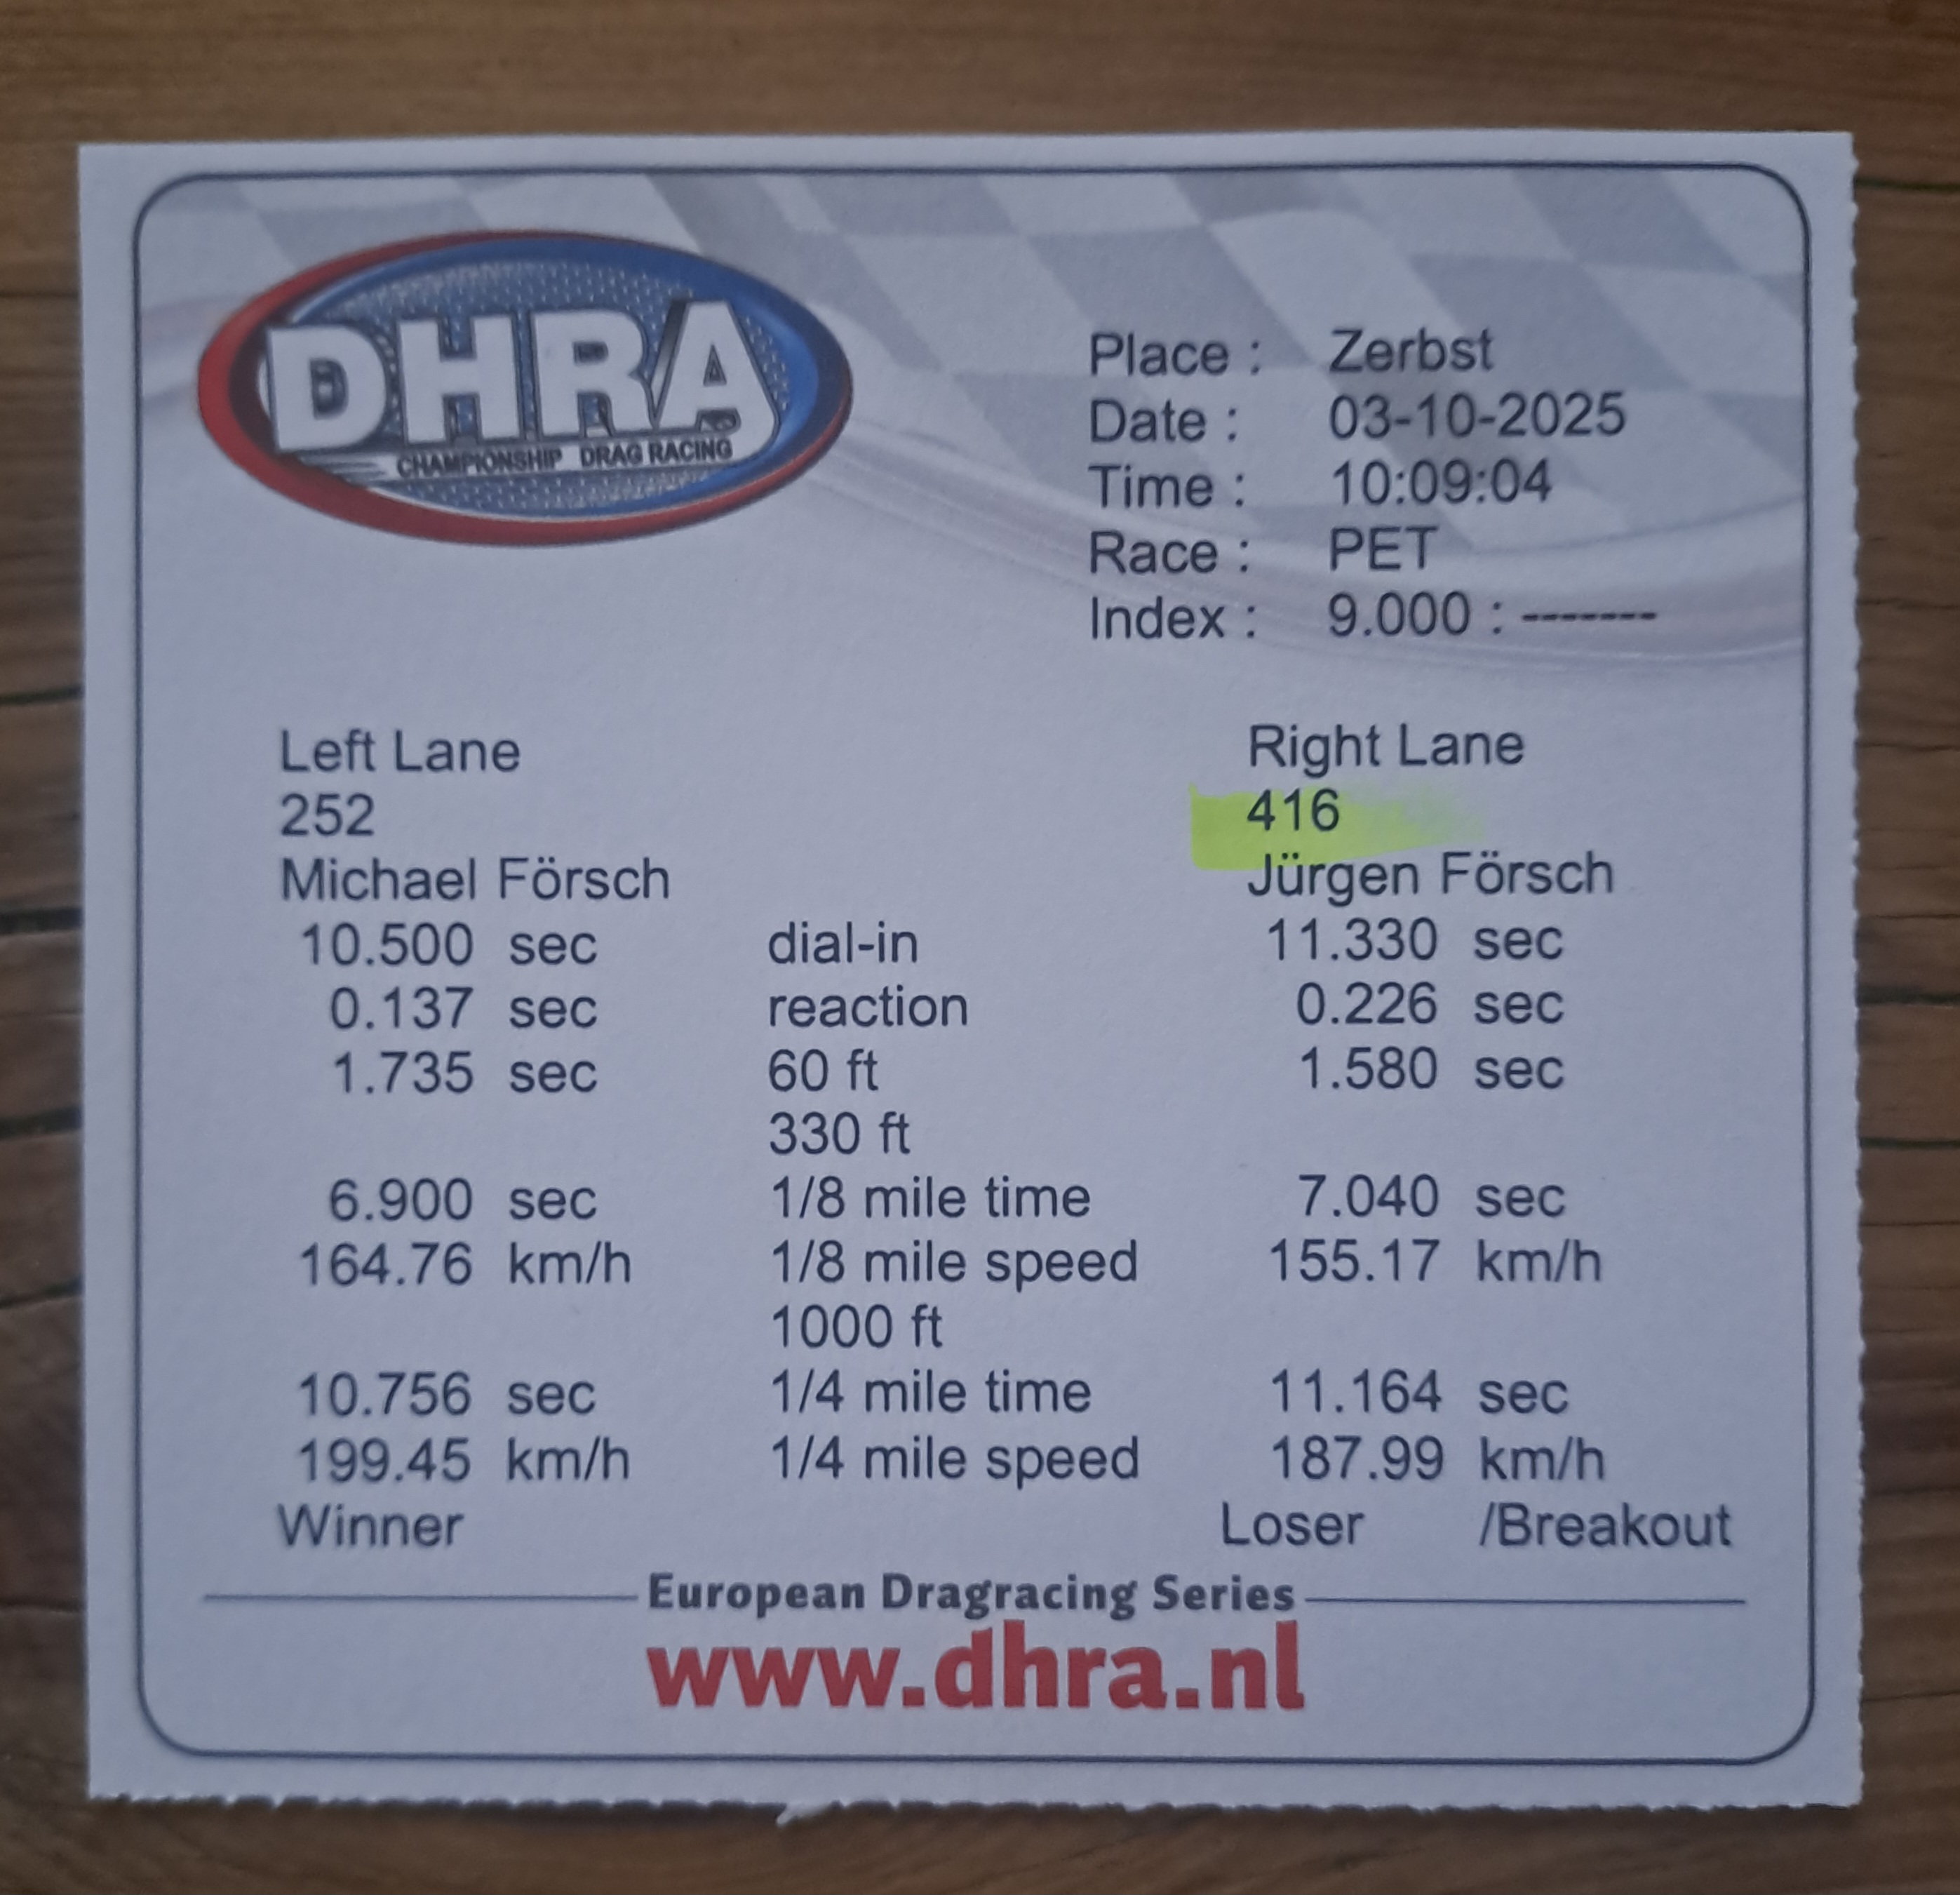 DHRA
CHAMPIONSHIP DRAG RACING
Place : Zerbst
Date : 03-10-2025
Time : 10:09:04
Race : PET
Index : 9.000 : -------
Left Lane Right Lane
252 416
Michael Försch Jürgen Försch
10.500 sec dial-in 11.330 sec
0.137 sec reaction 0.226 sec
1.735 sec 60 ft 1.580 sec
330 ft
6.900 sec 1/8 mile time 7.040 sec
164.76 km/h 1/8 mile speed 155.17 km/h
1000 ft
10.756 sec 1/4 mile time 11.164 sec
199.45 km/h 1/4 mile speed 187.99 km/h
Winner Loser /Breakout
European Dragracing Series
www.dhra.nl